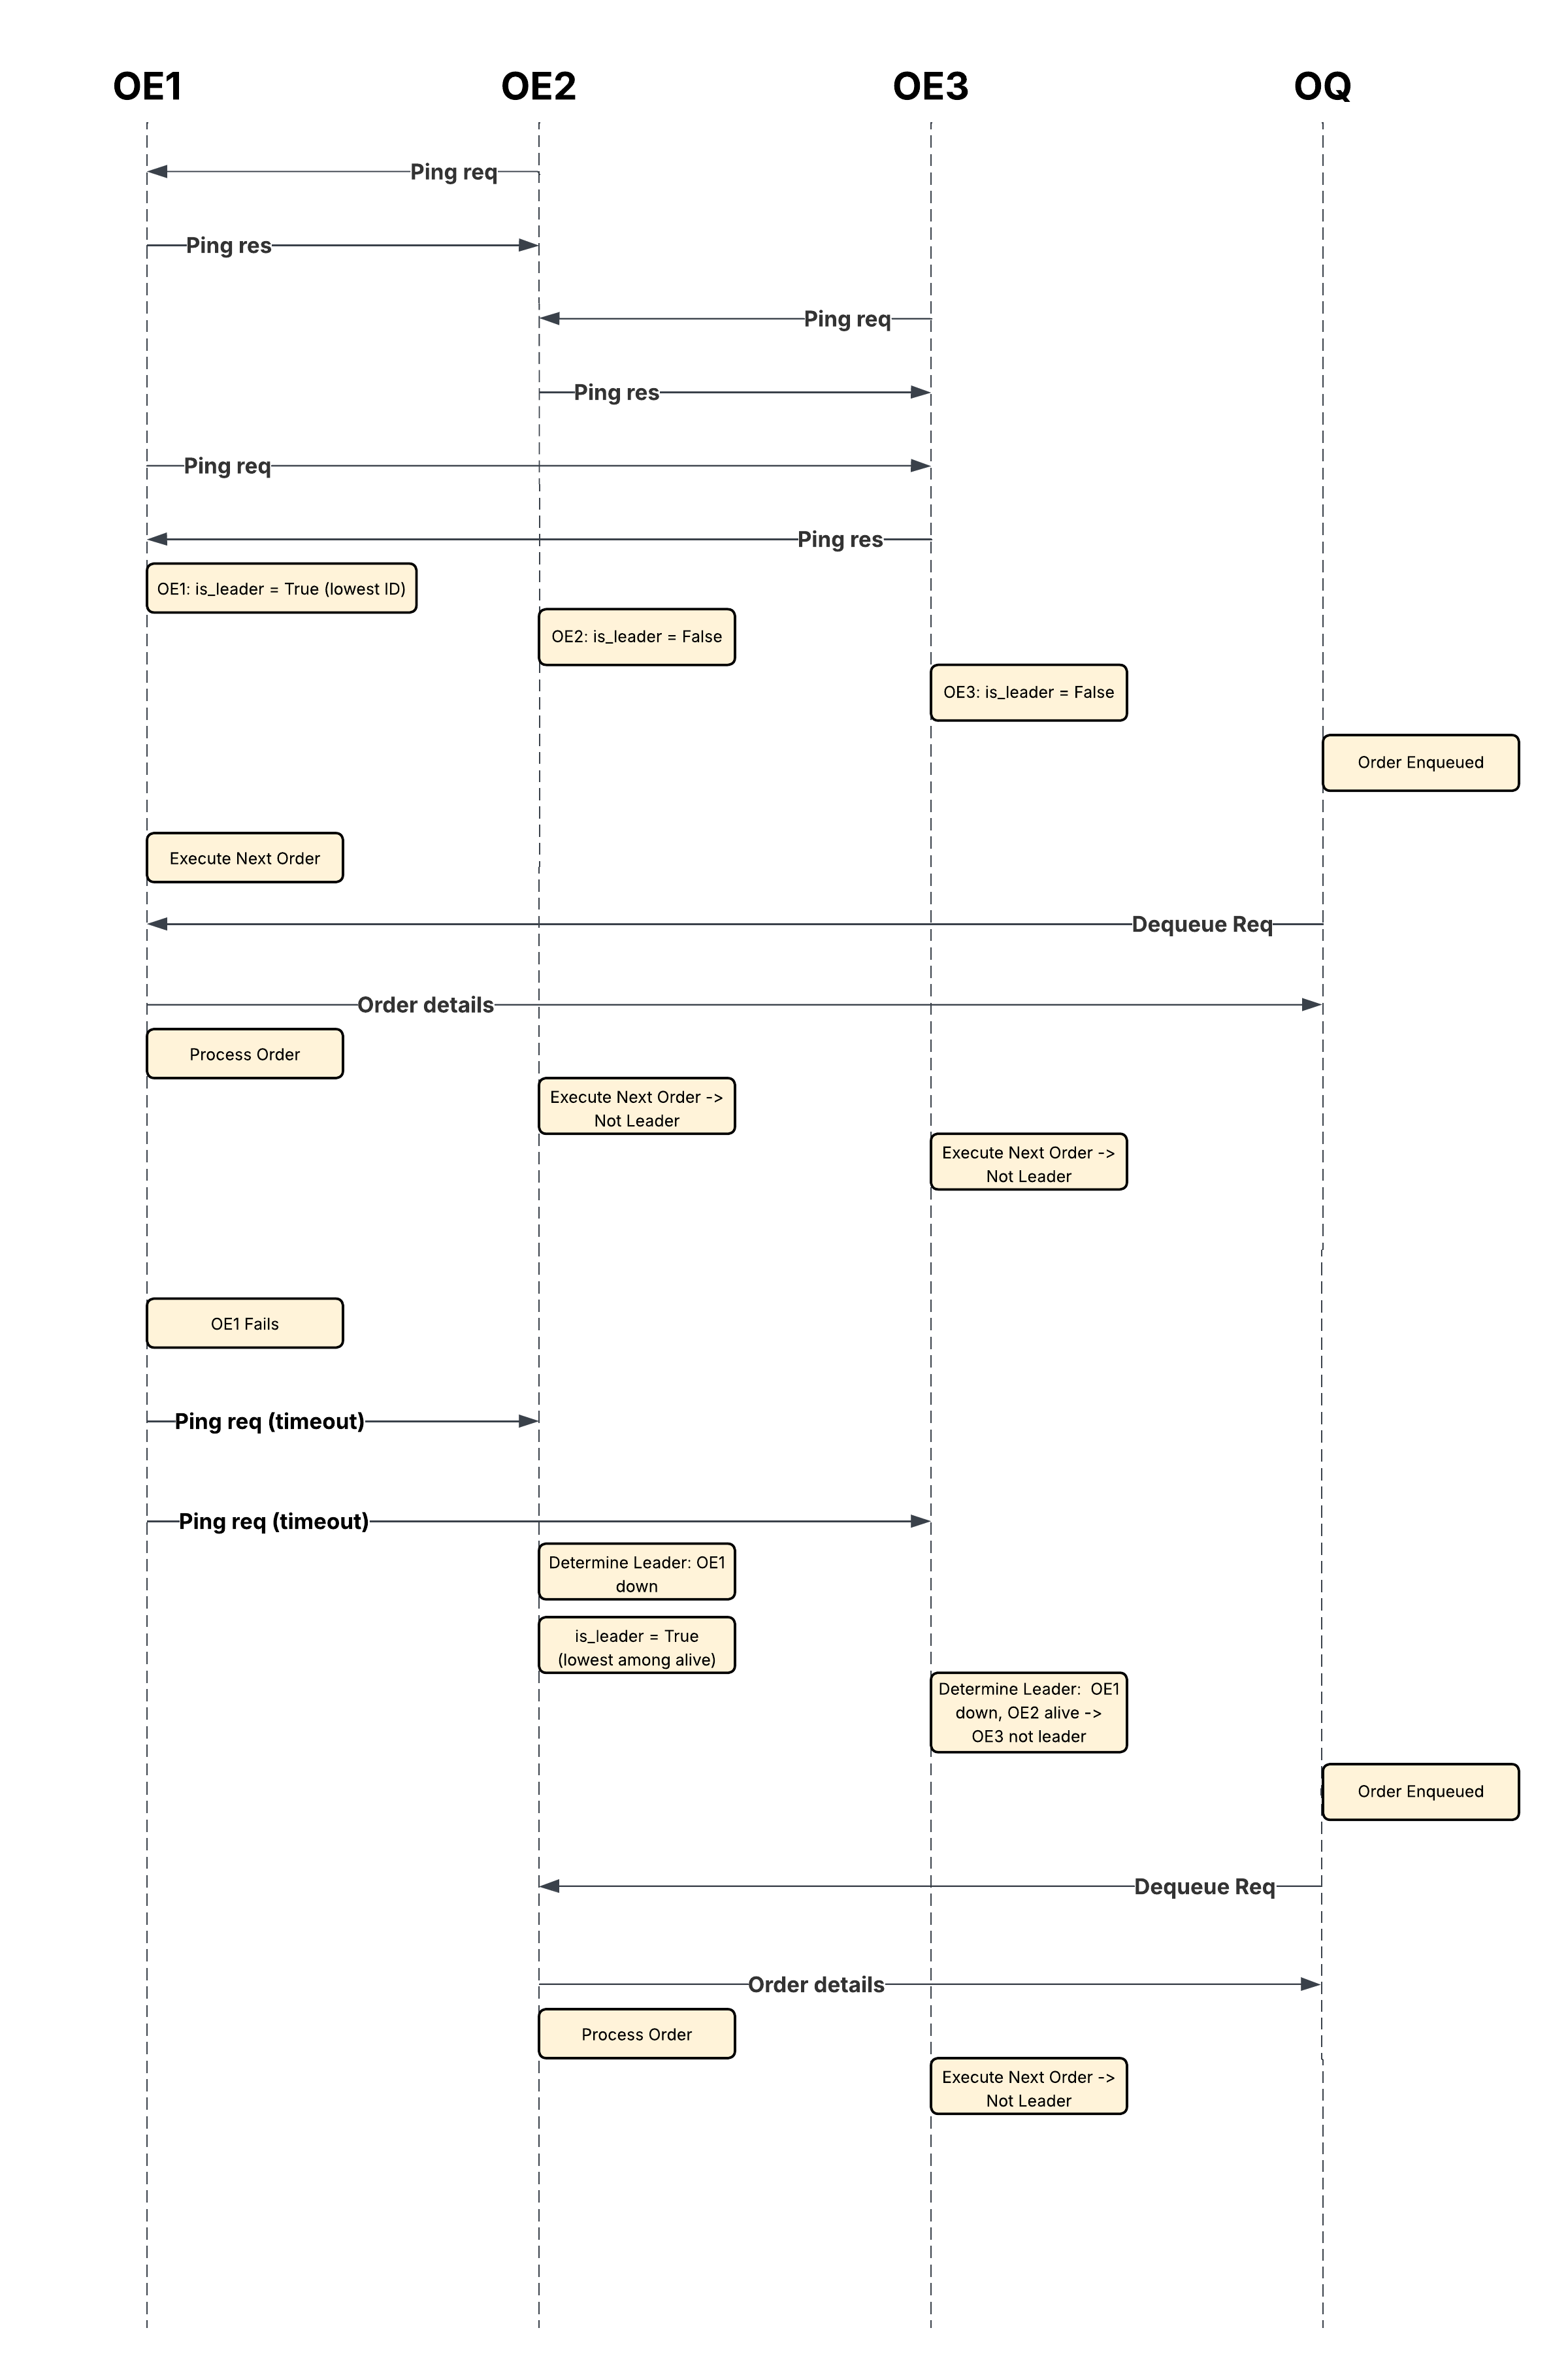 OE1
OE2
OE3
OQ
Ping req
Ping res
Ping req
Ping res
Ping req
Ping res
OE1: is_leader = True (lowest ID)
OE2: is_leader = False
OE3: is_leader = False
Order Enqueued
Execute Next Order
Dequeue Req
Order details
Process Order
Execute Next Order ->
Not Leader
Execute Next Order ->
Not Leader
OE1 Fails
Ping req (timeout)
Ping req (timeout)
Determine Leader: OE1
down
is_leader = True
(lowest among alive)
Determine Leader:  OE1
down, OE2 alive ->
OE3 not leader
Order Enqueued
Dequeue Req
Order details
Process Order
Execute Next Order ->
Not Leader